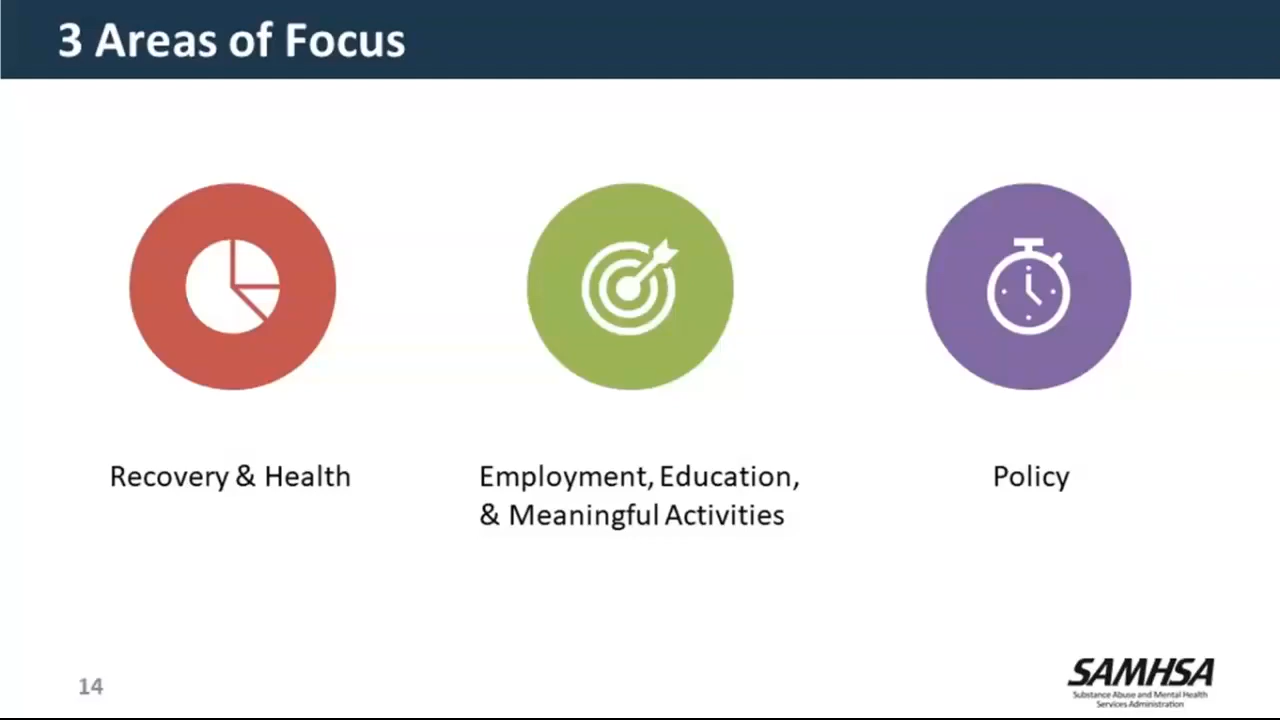 3 Areas of Focus
Recovery & Health
Employment, Education,
& Meaningful Activities
Policy
14
SAMHSA
Substance Abuse and Mental Health
Services Administration